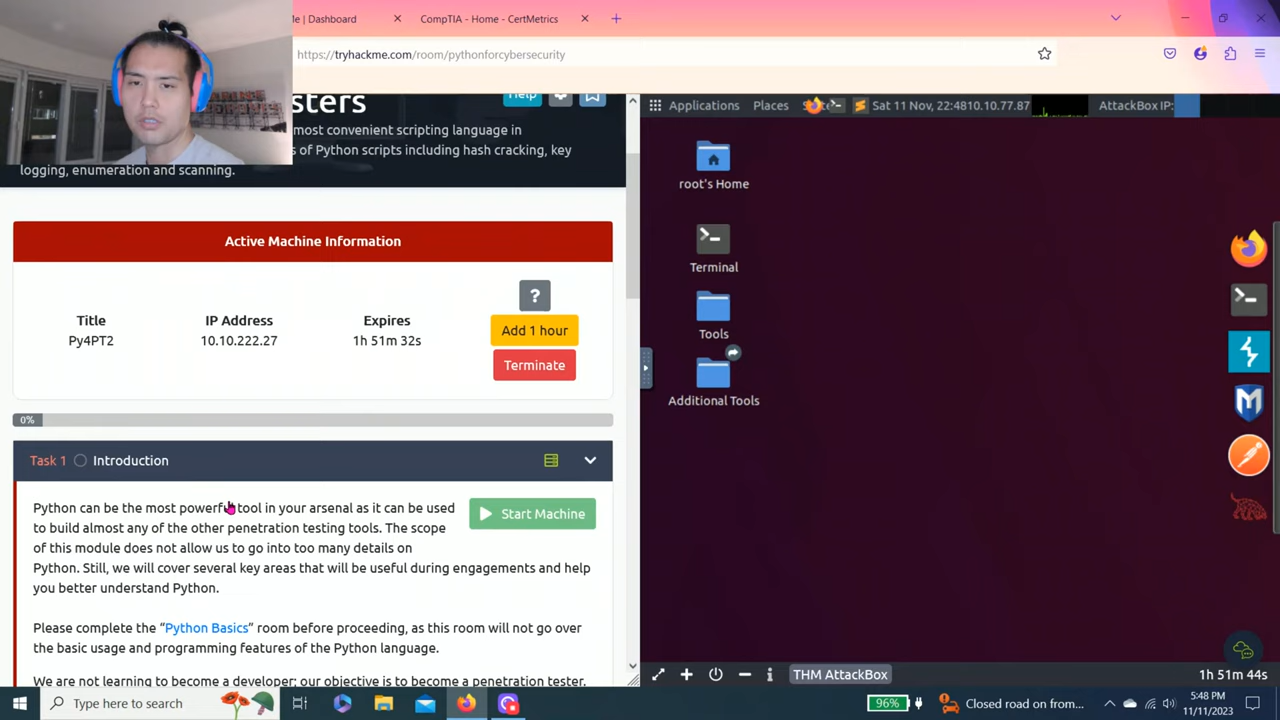 le | Dashboard
CompTIA - Home - CertMetrics
https://tryhackme.com/room/pythonforcybersecurity
sters
Help
most convenient scripting language in
of Python scripts including hash cracking, key
logging, enumeration and scanning.
Active Machine Information
Title
IP Address
Expires
?
Py4PT2
10.10.222.27
1h 51m 32s
Add 1 hour
Terminate
0%
Task 1
Introduction
Python can be the most powerful tool in your arsenal as it can be used
to build almost any of the other penetration testing tools. The scope
of this module does not allow us to go into too many details on
Python. Still, we will cover several key areas that will be useful during engagements and help
you better understand Python.
Start Machine
Please complete the “Python Basics” room before proceeding, as this room will not go over
the basic usage and programming features of the Python language.
We are not learning to become a developer; our objective is to become a penetration tester.
Applications
Places
Sat 11 Nov, 22:48
10.10.77.87
AttackBox IP:
root's Home
Terminal
Tools
Additional Tools
THM AttackBox
1h 51m 44s
Type here to search
96%
Closed road on from...
5:48 PM
11/11/2023